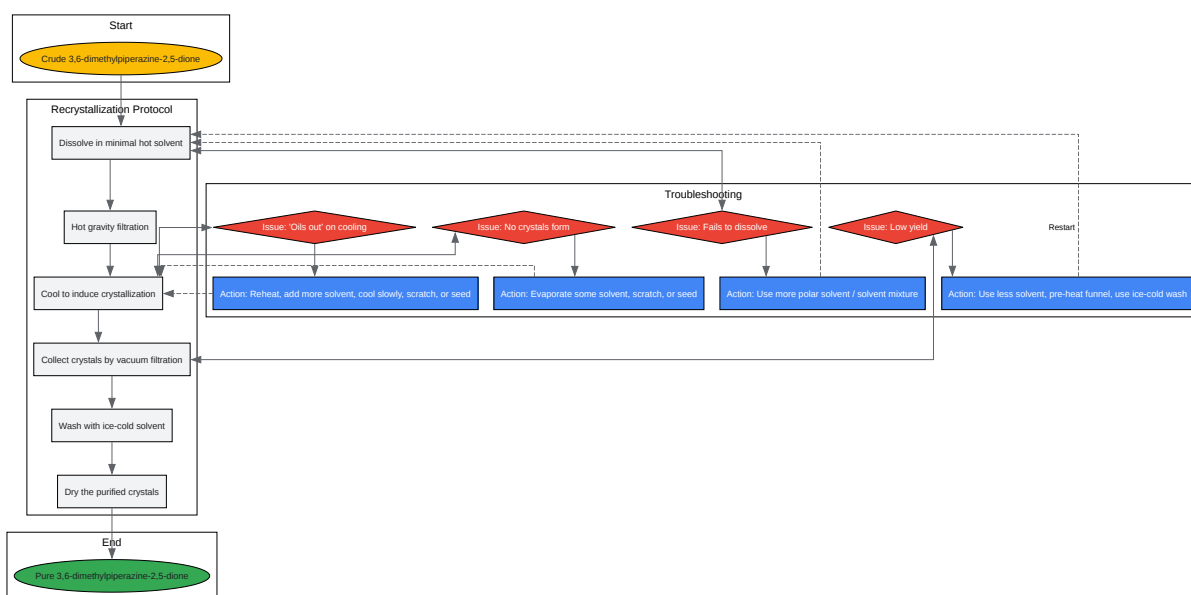 Start
Crude 3,6-dimethylpiperazine-2,5-dione
Recrystallization Protocol
Dissolve in minimal hot solvent
Troubleshooting
Hot gravity filtration
Issue: 'Oils out' on cooling
Issue: No crystals form
Issue: Fails to dissolve
Issue: Low yield
Restart
Cool to induce crystallization
Action: Reheat, add more solvent, cool slowly, scratch, or seed
Action: Evaporate some solvent, scratch, or seed
Action: Use more polar solvent / solvent mixture
Action: Use less solvent, pre-heat funnel, use ice-cold wash
Collect crystals by vacuum filtration
Wash with ice-cold solvent
Dry the purified crystals
End
Pure 3,6-dimethylpiperazine-2,5-dione